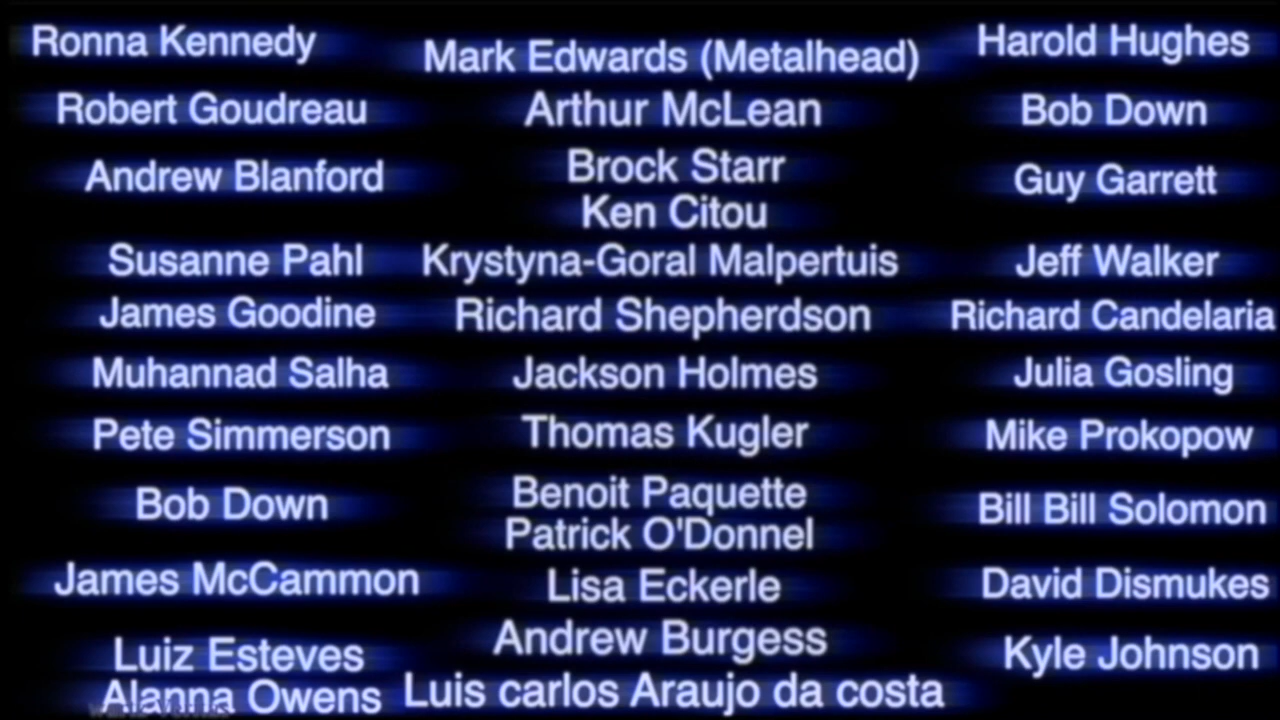 Ronna Kennedy
Robert Goudreau
Andrew Blanford
Susanne Pahl
James Goodine
Muhannad Salha
Pete Simmerson
Bob Down
James McCammon
Luiz Esteves
Alanna Owens
Mark Edwards (Metalhead)
Arthur McLean
Brock Starr
Ken Citou
Krystyna-Goral Malpertuis
Richard Shepherdson
Jackson Holmes
Thomas Kugler
Benoit Paquette
Patrick O'Donnel
Lisa Eckerle
Andrew Burgess
Luis carlos Araujo da costa
Harold Hughes
Bob Down
Guy Garrett
Jeff Walker
Richard Candelaria
Julia Gosling
Mike Prokopow
Bill Bill Solomon
David Dismukes
Kyle Johnson